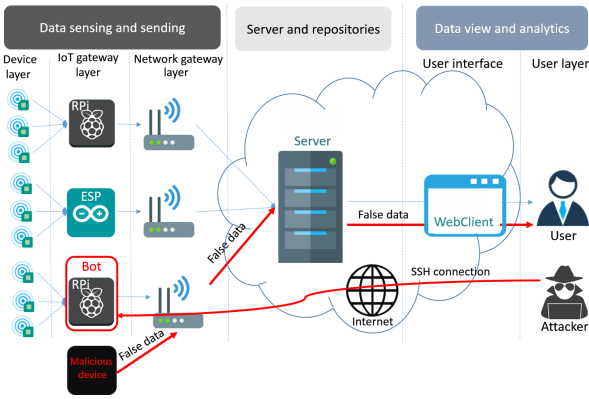 Data sensing and sending
Server and repositories
Data view and analytics
Device
layer
IoT gateway
layer
Network gateway
layer
User interface
User layer
RPi
ESP
Bot
RPi
Malicious
device
False data
False data
Server
False data
WebClient
User
SSH connection
Internet
Attacker